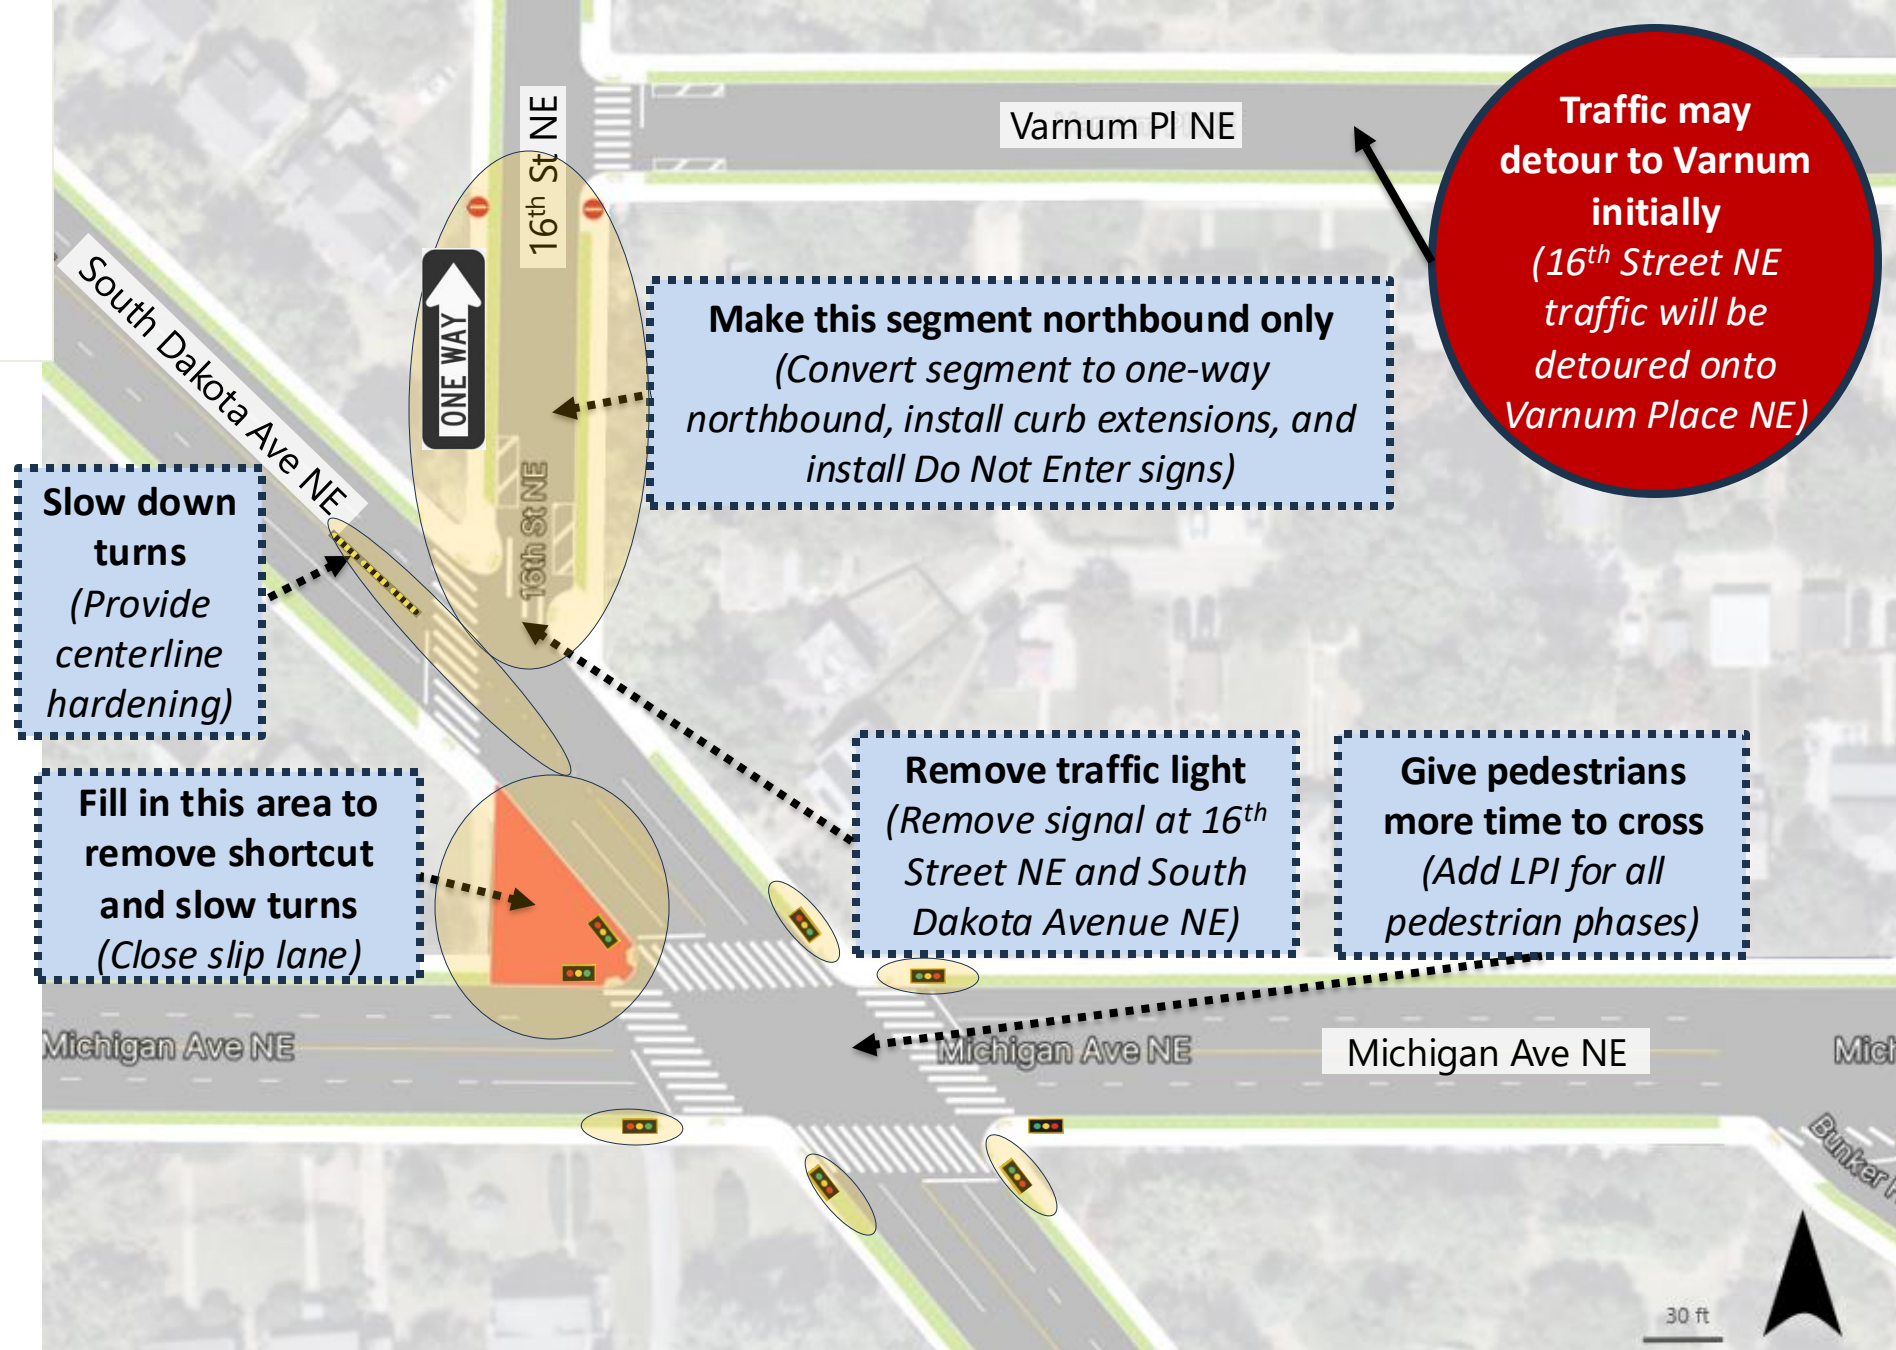 16th St NE
Varnum Pl NE
Traffic may
detour to Varnum
initially
(16th Street NE
traffic will be
detoured onto
Varnum Place NE)
South Dakota Ave NE
ONE WAY
Make this segment northbound only
(Convert segment to one-way
northbound, install curb extensions, and
install Do Not Enter signs)
16th St NE
Slow down
turns
(Provide
centerline
hardening)
Fill in this area to
remove shortcut
and slow turns
(Close slip lane)
Remove traffic light
(Remove signal at 16th
Street NE and South
Dakota Avenue NE)
Give pedestrians
more time to cross
(Add LPI for all
pedestrian phases)
Michigan Ave NE
Michigan Ave NE
Michigan Ave NE
Mich
Bunker
30 ft